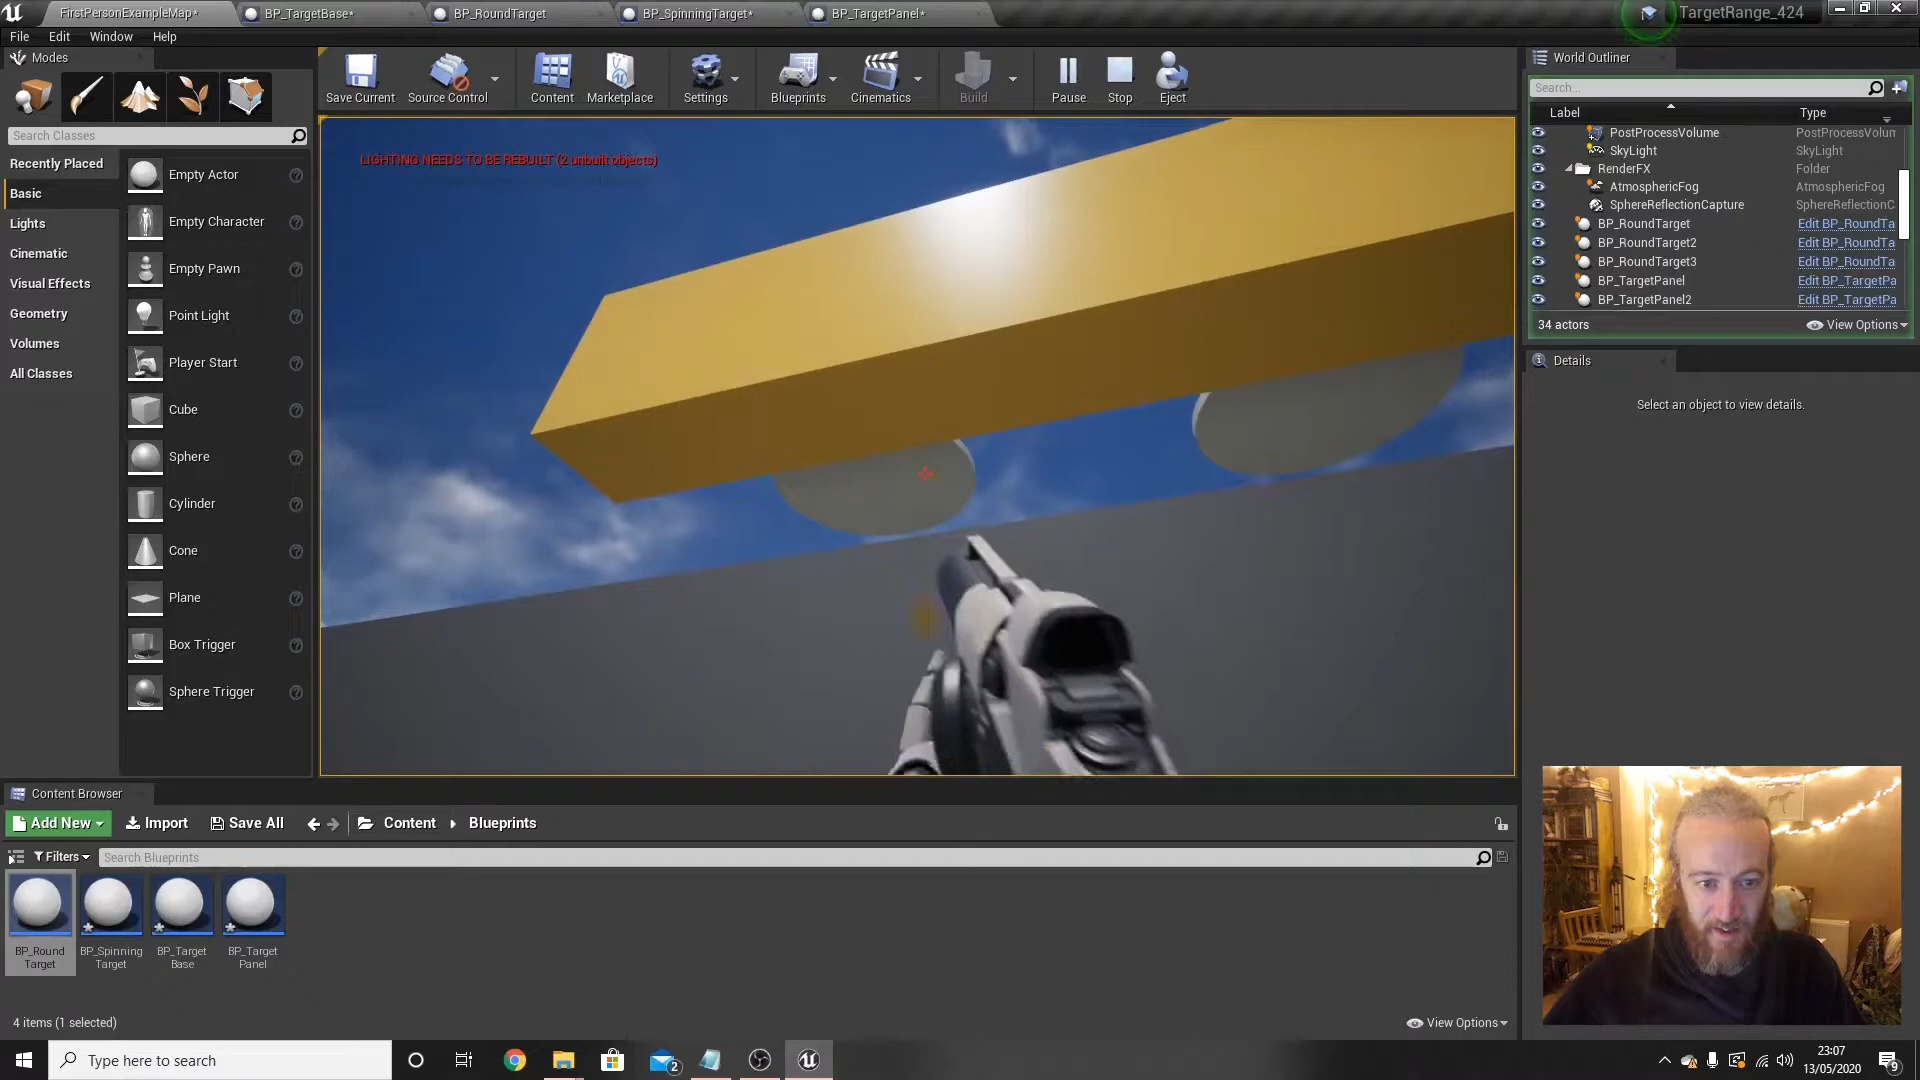 FirstPersonExampleMap*
BP_TargetBase*
BP_RoundTarget
BP_SpinningTarget*
BP_TargetPanel*
TargetRange_424
File Edit Window Help
Modes
Save Current
Source Control
Content
Marketplace
Settings
Blueprints
Cinematics
Build
Pause
Stop
Eject
World Outliner
Search...
Label Type
PostProcessVolume PostProcessVolun
SkyLight SkyLight
RenderFX Folder
AtmosphericFog AtmosphericFog
SphereReflectionCapture SphereReflectionC
BP_RoundTarget Edit BP_RoundTa
BP_RoundTarget2 Edit BP_RoundTa
BP_RoundTarget3 Edit BP_RoundTa
BP_TargetPanel Edit BP_TargetPa
BP_TargetPanel2 Edit BP_TargetPa
34 actors
View Options
Details
Select an object to view details.
Search Classes
Recently Placed
Basic
Lights
Cinematic
Visual Effects
Geometry
Volumes
All Classes
Empty Actor
Empty Character
Empty Pawn
Point Light
Player Start
Cube
Sphere
Cylinder
Cone
Plane
Box Trigger
Sphere Trigger
LIGHTING NEEDS TO BE REBUILT (2 unbuilt objects)
Content Browser
Add New
Import
Save All
Content
Blueprints
Filters
Search Blueprints
BP_Round
Target
BP_Spinning
Target
BP_Target
Base
BP_Target
Panel
4 items (1 selected)
View Options
Type here to search
2
23:07
13/05/2020
9